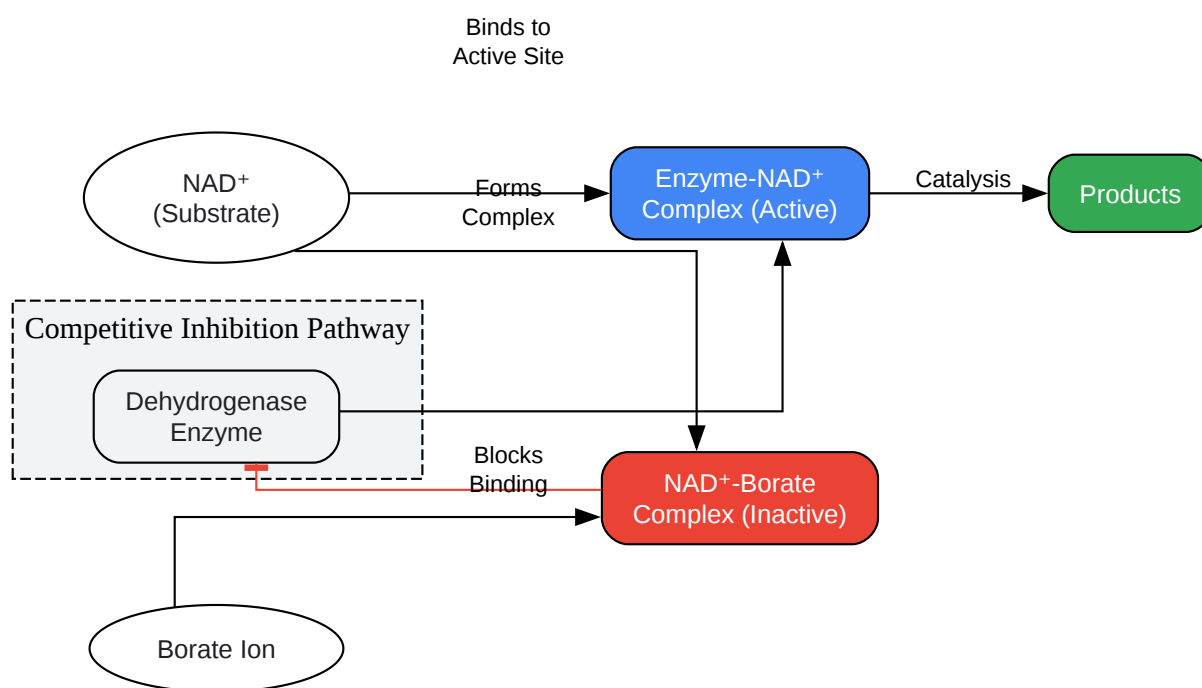 Binds to
Active Site
NAD⁺
(Substrate)
Forms
Complex
Enzyme-NAD⁺
Complex (Active)
Catalysis
Products
Competitive Inhibition Pathway
Dehydrogenase
Enzyme
Blocks
Binding
NAD⁺-Borate
Complex (Inactive)
Borate Ion